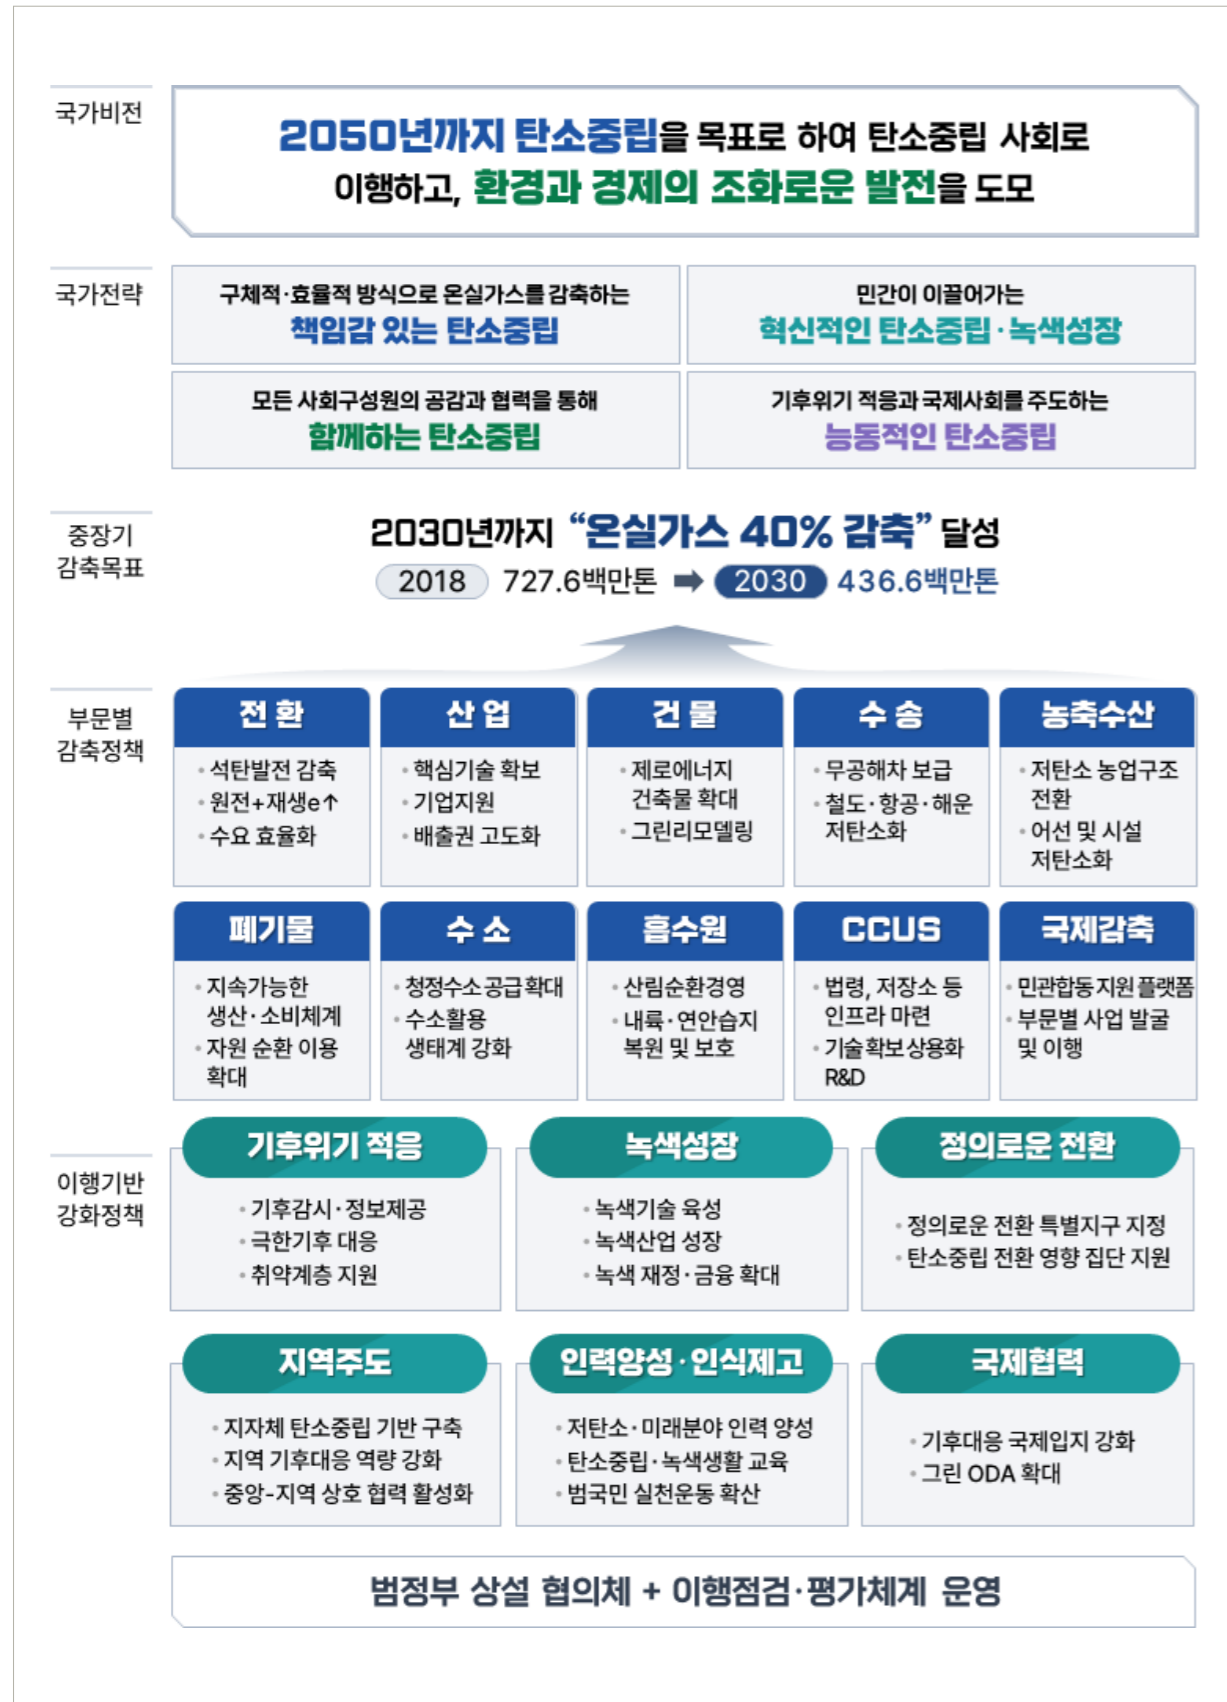 국가비전
2050년까지 탄소중립을 목표로 하여 탄소중립 사회로
이행하고, 환경과 경제의 조화로운 발전을 도모
국가전략
구체적·효율적 방식으로 온실가스를 감축하는
책임감 있는 탄소중립
민간이 이끌어가는
혁신적인 탄소중립·녹색성장
모든 사회구성원의 공감과 협력을 통해
함께하는 탄소중립
기후위기 적응과 국제사회를 주도하는
능동적인 탄소중립
중장기
감축목표
2030년까지 “온실가스 40% 감축” 달성
2018 727.6백만톤 ➡ 2030 436.6백만톤
부문별
감축정책
전 환
• 석탄발전 감축
• 원전+재생e↑
• 수요 효율화
산 업
• 핵심기술 확보
• 기업지원
• 배출권 고도화
건 물
• 제로에너지
건축물 확대
• 그린리모델링
수 송
• 무공해차 보급
• 철도·항공·해운
저탄소화
농축수산
• 저탄소 농업구조
전환
• 어선 및 시설
저탄소화
폐기물
• 지속가능한
생산·소비체계
• 자원 순환 이용
확대
수 소
• 청정수소 공급 확대
• 수소활용
생태계 강화
흡수원
• 산림순환경영
• 내륙·연안습지
복원 및 보호
CCUS
• 법령, 저장소 등
인프라 마련
• 기술확보 상용화
R&D
국제감축
• 민관합동 지원 플랫폼
• 부문별 사업 발굴
및 이행
이행기반
강화정책
기후위기 적응
• 기후감시·정보제공
• 극한기후 대응
• 취약계층 지원
녹색성장
• 녹색기술 육성
• 녹색산업 성장
• 녹색 재정·금융 확대
정의로운 전환
• 정의로운 전환 특별지구 지정
• 탄소중립 전환 영향 집단 지원
지역주도
• 지자체 탄소중립 기반 구축
• 지역 기후대응 역량 강화
• 중앙-지역 상호 협력 활성화
인력양성·인식제고
• 저탄소·미래분야 인력 양성
• 탄소중립·녹색생활 교육
• 범국민 실천운동 확산
국제협력
• 기후대응 국제입지 강화
• 그린 ODA 확대
범정부 상설 협의체 + 이행점검·평가체계 운영